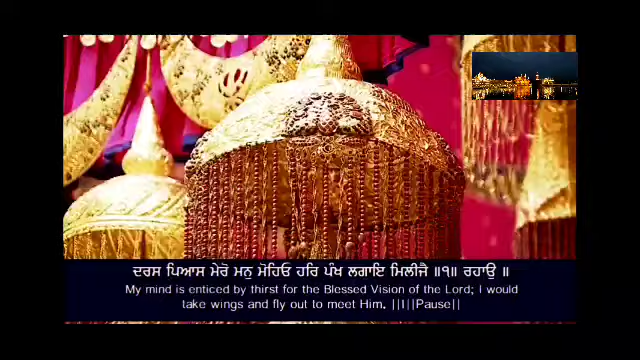 ਦਰਸ ਪਿਆਸ ਮੇਰੋ ਮਨੁ ਮੋਹਿਓ ਹਰਿ ਪੰਖ ਲਗਾਇ ਮਿਲੀਜੈ ॥੧॥ ਰਹਾਉ ॥
My mind is enticed by thirst for the Blessed Vision of the Lord; I would
take wings and fly out to meet Him. ||1||Pause||